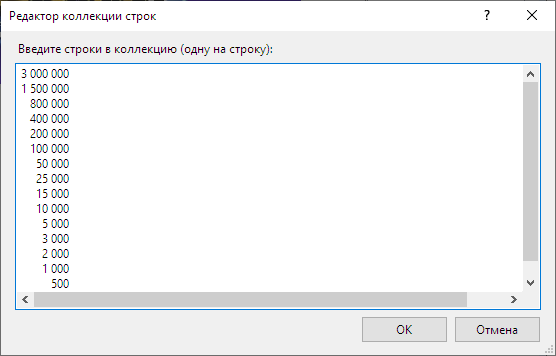 Редактор коллекции строк
Введите строки в коллекцию (одну на строку):
3 000 000
1 500 000
800 000
400 000
200 000
100 000
50 000
25 000
15 000
10 000
5 000
3 000
2 000
1 000
500
OK
Отмена